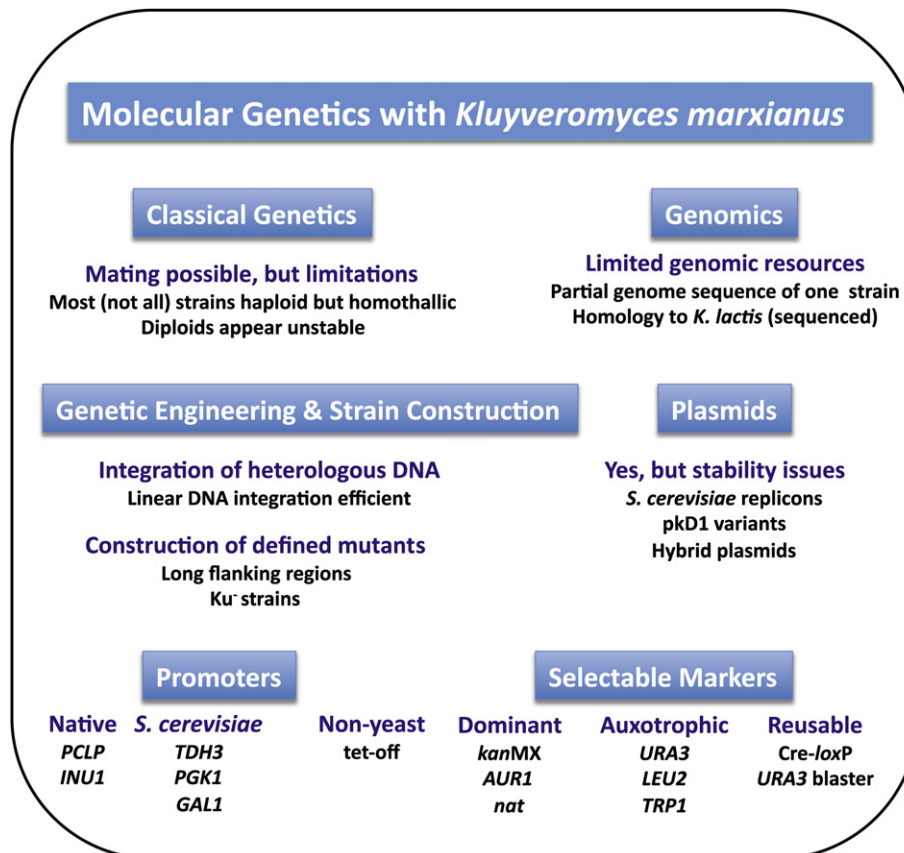 Molecular Genetics with Kluyveromyces marxianus
Classical Genetics
Mating possible, but limitations
Most (not all) strains haploid but homothallic
Diploids appear unstable
Genomics
Limited genomic resources
Partial genome sequence of one strain
Homology to K. lactis (sequenced)
Genetic Engineering & Strain Construction
Integration of heterologous DNA
Linear DNA integration efficient
Construction of defined mutants
Long flanking regions
Ku⁻ strains
Plasmids
Yes, but stability issues
S. cerevisiae replicons
pkD1 variants
Hybrid plasmids
Promoters
Native S. cerevisiae Non-yeast
PCLP TDH3 tet-off
INU1 PGK1
GAL1
Selectable Markers
Dominant Auxotrophic Reusable
kanMX URA3 Cre-loxP
AUR1 LEU2 URA3 blaster
nat TRP1